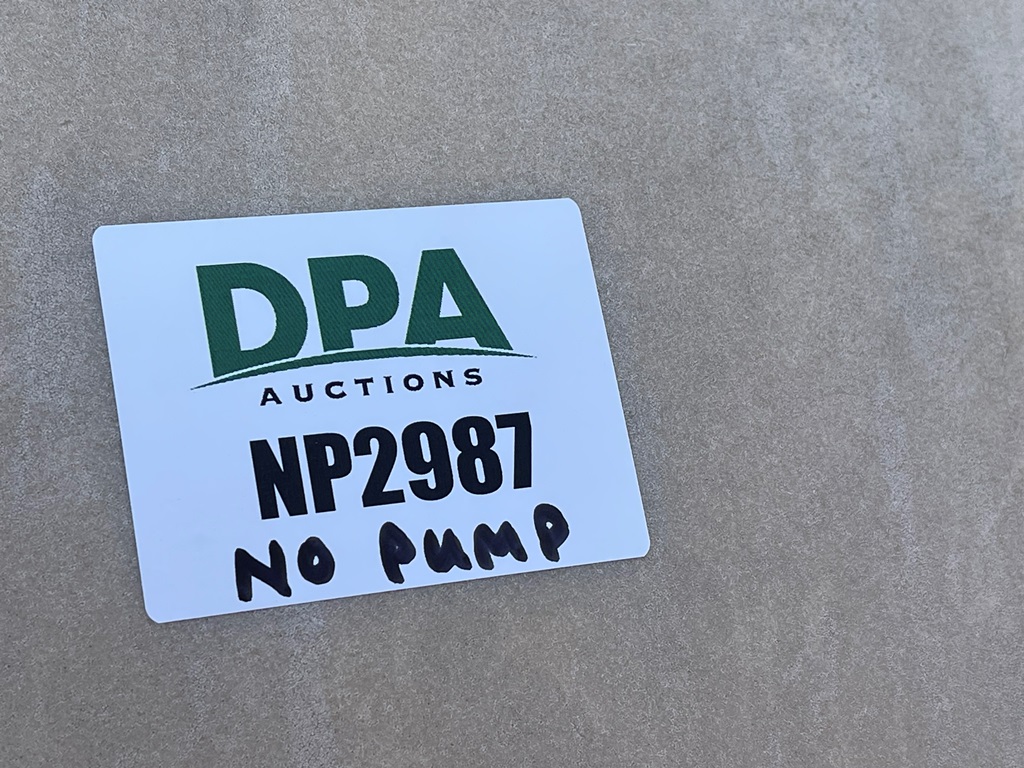 DPA
AUCTIONS
NP2987
NO PUMP